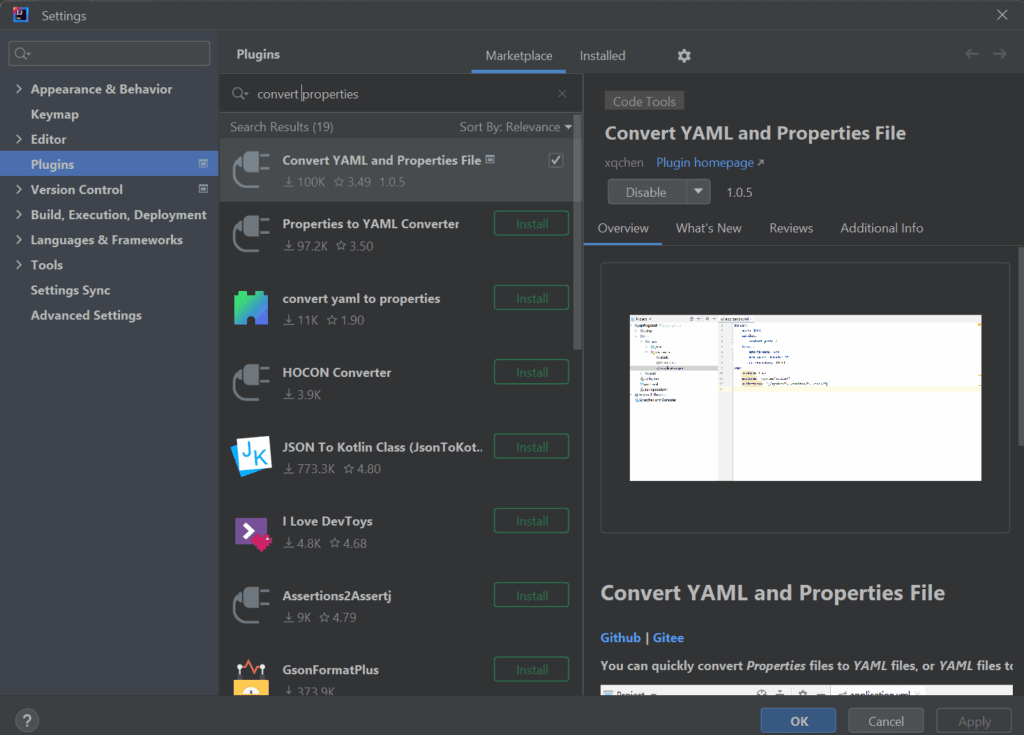 Settings
Appearance & Behavior
Keymap
Editor
Plugins
Version Control
Build, Execution, Deployment
Languages & Frameworks
Tools
Settings Sync
Advanced Settings
Plugins
Marketplace
Installed
convert properties
Search Results (19)
Sort By: Relevance
Convert YAML and Properties File
100K 3.49 1.0.5
Properties to YAML Converter
97.2K 3.50
Install
convert yaml to properties
11K 1.90
Install
HOCON Converter
3.9K
Install
JSON To Kotlin Class (JsonToKot..
773.3K 4.80
Install
I Love DevToys
4.8K 4.68
Install
Assertions2Assertj
9K 4.79
Install
GsonFormatPlus
373.9K
Install
Code Tools
Convert YAML and Properties File
xqchen Plugin homepage ↗
Disable 1.0.5
Overview
What's New
Reviews
Additional Info
Convert YAML and Properties File
Github | Gitee
You can quickly convert Properties files to YAML files, or YAML files to
Project
application.yml
?
OK
Cancel
Apply